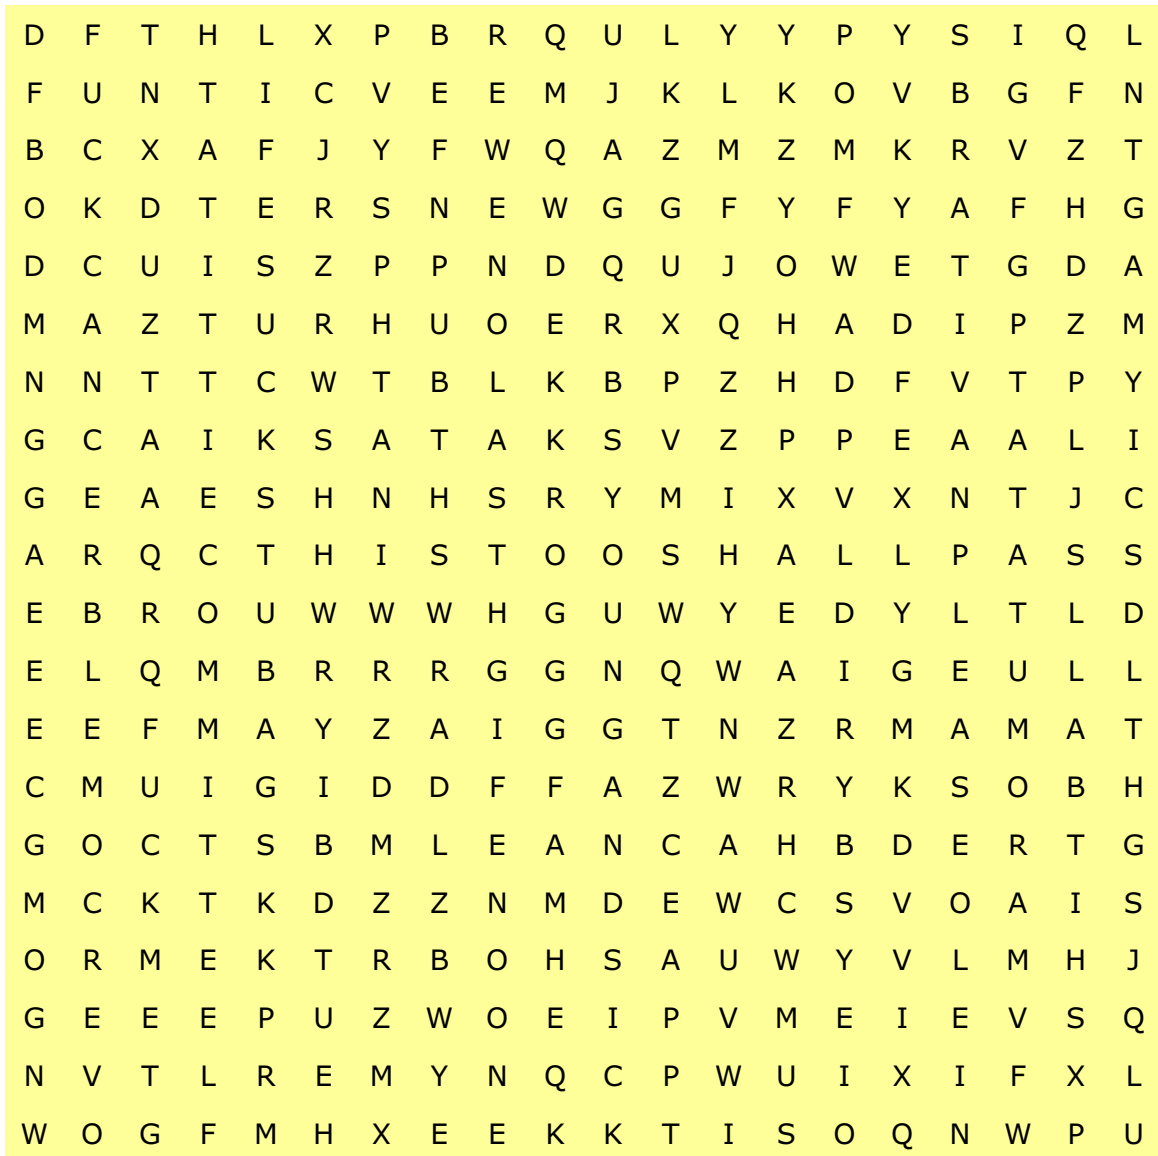 D F T H L X P B R Q U L Y Y P Y S I Q L
F U N T I C V E E M J K L K O V B G F N
B C X A F J Y F W Q A Z M Z M K R V Z T
O K D T E R S N E W G G F Y F Y A F H G
D C U I S Z P P N D Q U J O W E T G D A
M A Z T U R H U O E R X Q H A D I P Z M
N N T T C W T B L K B P Z H D F V T P Y
G C A I K S A T A K S V Z P P E A A L I
G E A E S H N H S R Y M I X V X N T J C
A R Q C T H I S T O O S H A L L P A S S
E B R O U W W W H G U W Y E D Y L T L D
E L Q M B R R R G G N Q W A I G E U L L
E E F M A Y Z A I G G T N Z R M A M A T
C M U I G I D D F F A Z W R Y K S O B H
G O C T S B M L E A N C A H B D E R T G
M C K T K D Z Z N M D E W C S V O A I S
O R M E K T R B O H S A U W Y V L M H J
G E E E P U Z W O E I P V M E I E V S Q
N V T L R E M Y N Q C P W U I X I F X L
W O G F M H X E E K K T I S O Q N W P U